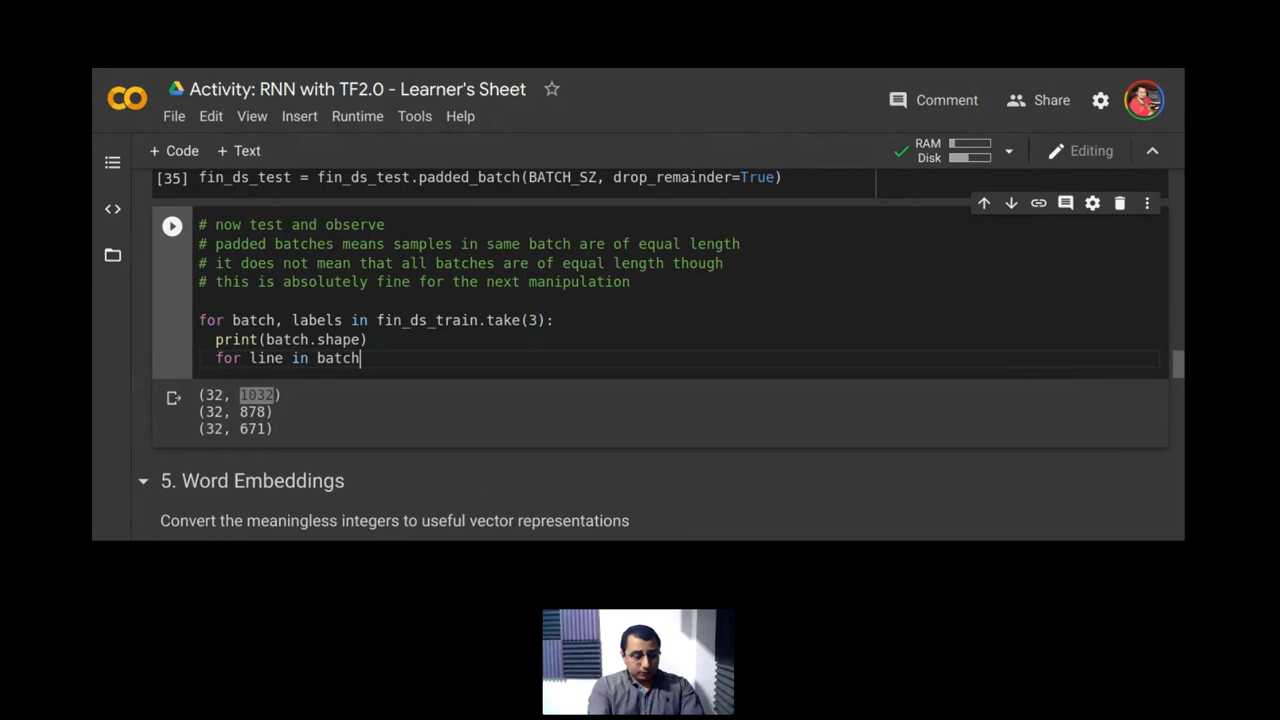 Activity: RNN with TF2.0 - Learner's Sheet
Comment
Share
File Edit View Insert Runtime Tools Help
+ Code + Text
RAM
Disk
Editing
[35] fin_ds_test = fin_ds_test.padded_batch(BATCH_SZ, drop_remainder=True)
# now test and observe
# padded batches means samples in same batch are of equal length
# it does not mean that all batches are of equal length though
# this is absolutely fine for the next manipulation
for batch, labels in fin_ds_train.take(3):
print(batch.shape)
for line in batch
(32, 1032)
(32, 878)
(32, 671)
5. Word Embeddings
Convert the meaningless integers to useful vector representations